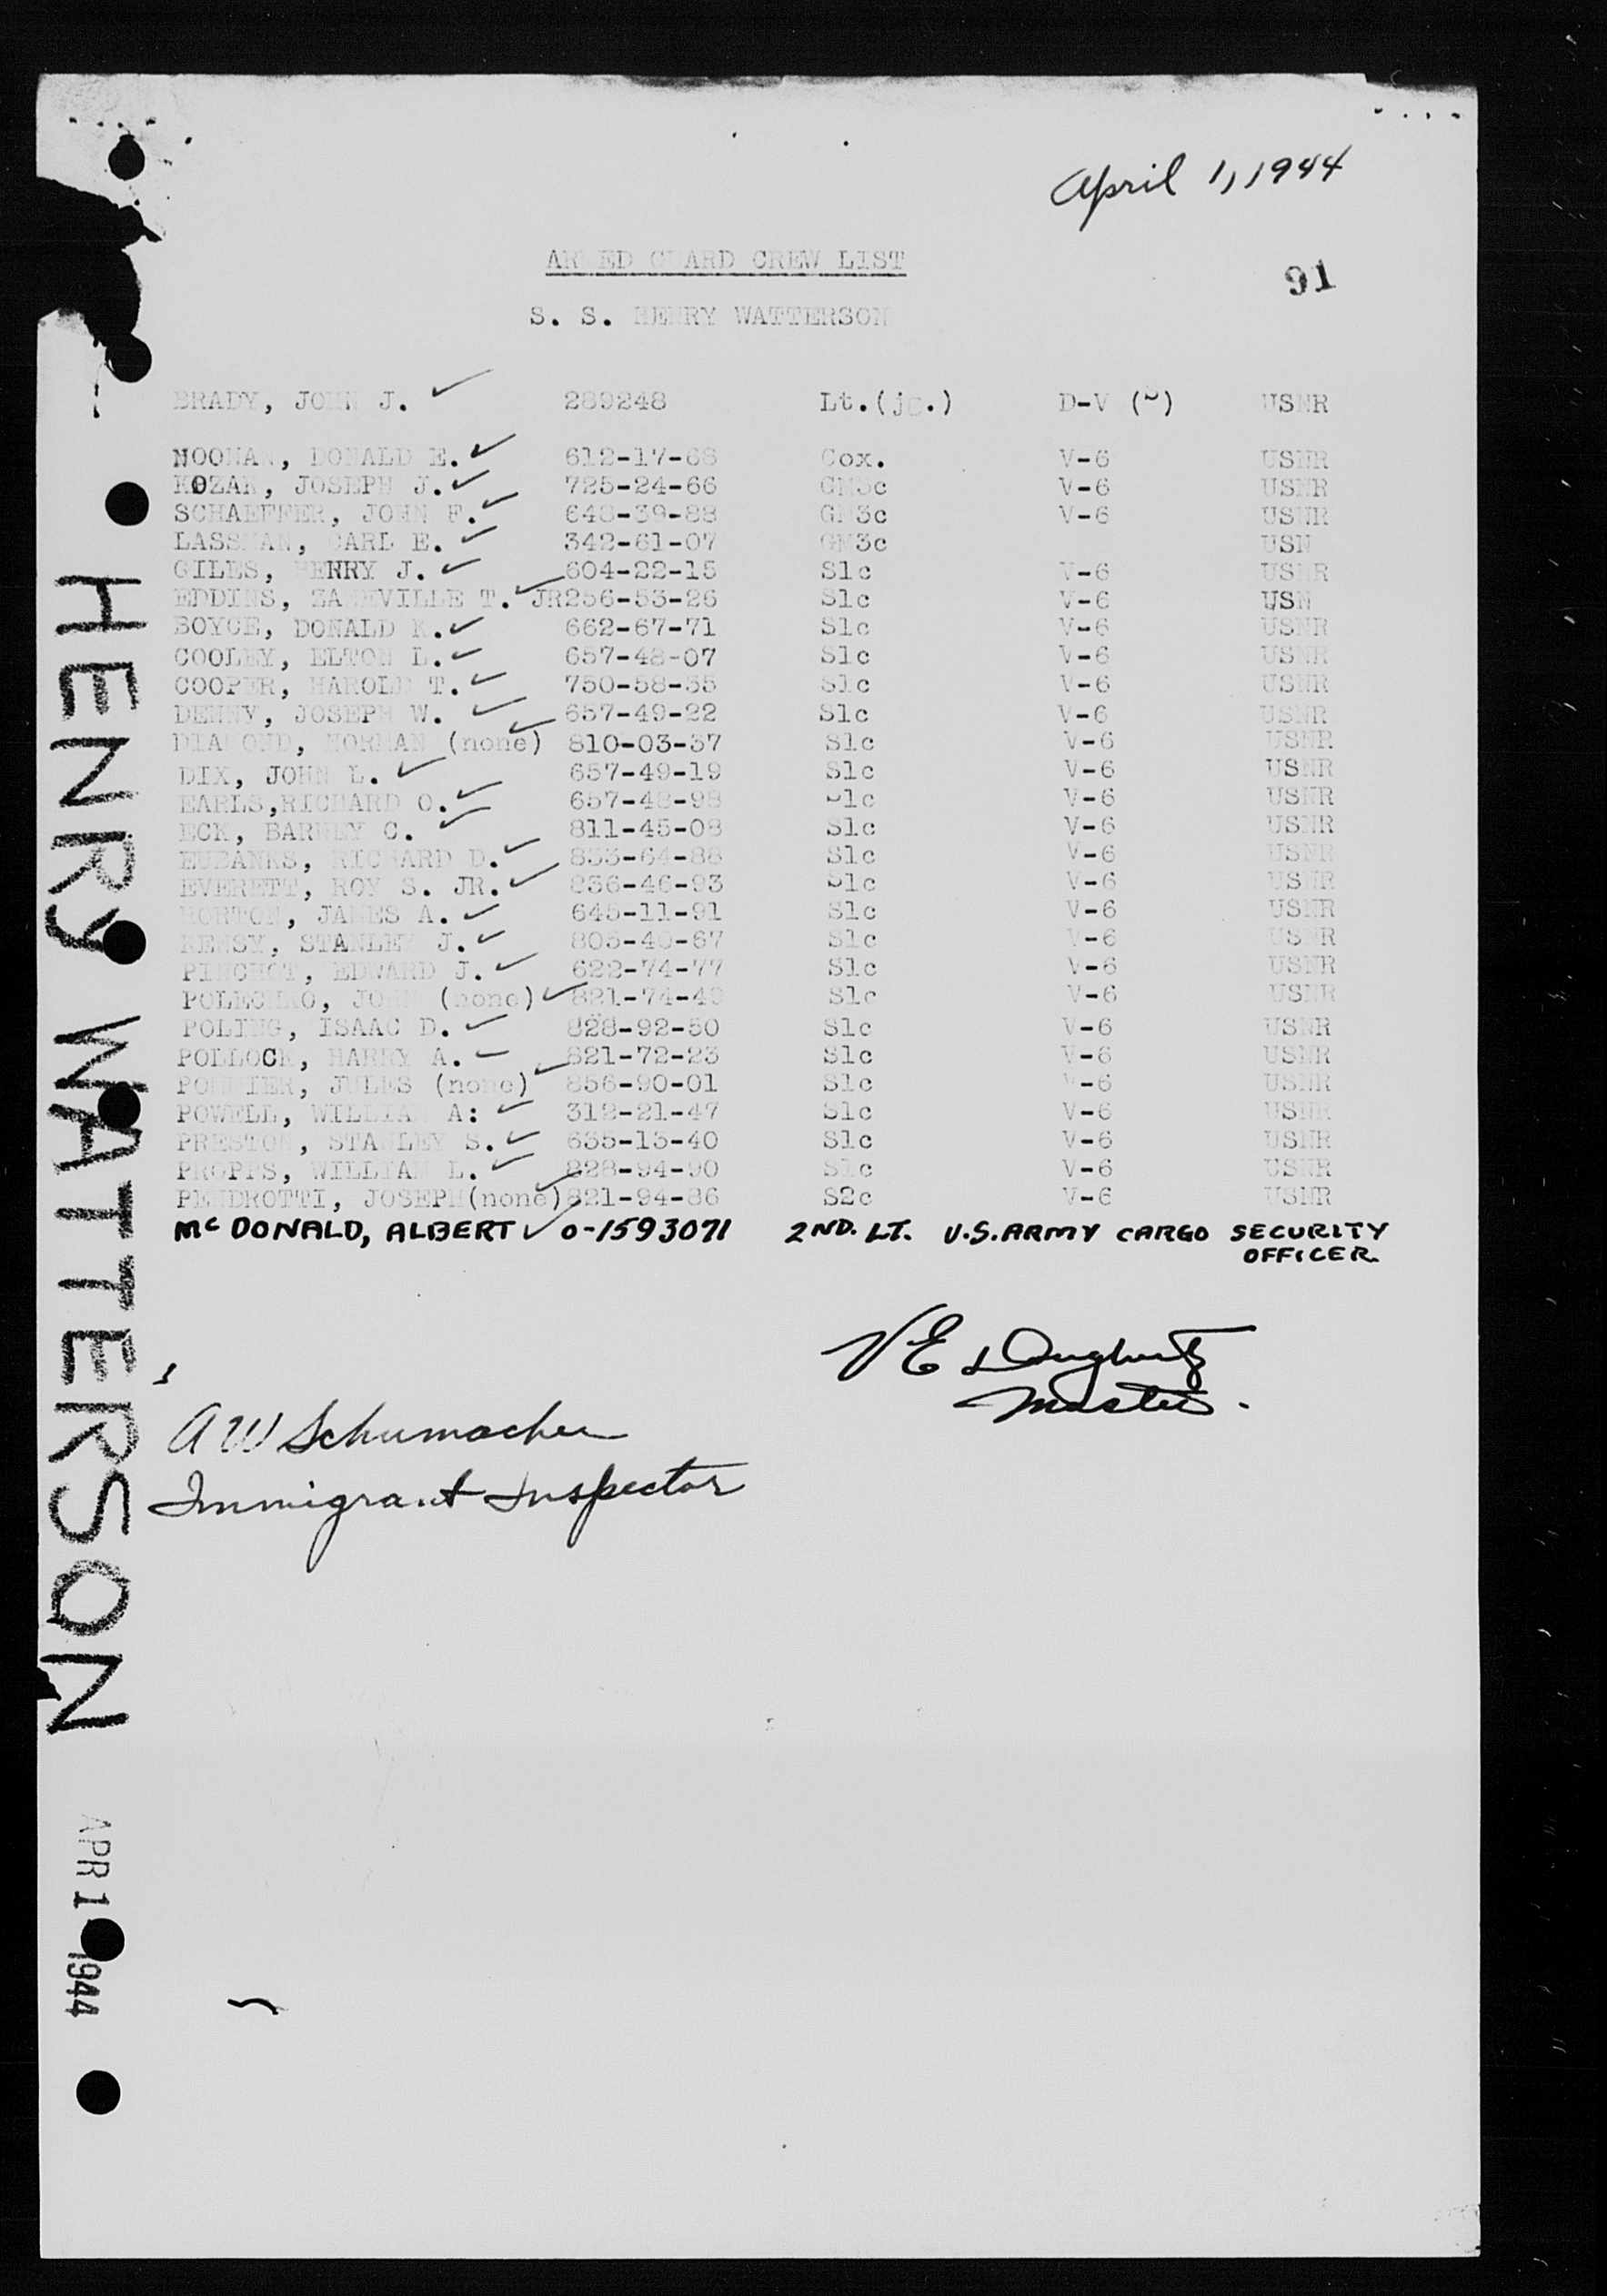 April 1, 1944
ARMED GUARD CREW LIST
91
S. S. HENRY WATTERSON
BRADY, JOHN J. ✓ 289248 Lt.(jg.) D-V (S) USNR
NOONAN, DONALD E. ✓ 612-17-68 Cox. V-6 USNR
KOZAK, JOSEPH J. ✓ 725-24-66 GM3c V-6 USNR
SCHAEFFER, JOHN F. ✓ 648-39-88 GM3c V-6 USNR
LASSMAN, CARL E. ✓ 342-61-07 GM3c USN
GILES, HENRY J. ✓ 604-22-15 S1c V-6 USNR
EDDINS, T. JR ✓ 256-53-26 S1c V-6 USN
BOYCE, DONALD K. ✓ 662-67-71 S1c V-6 USNR
COOLEY, ELTON L. ✓ 657-48-07 S1c V-6 USNR
COOPER, HAROLD T. ✓ 750-58-35 S1c V-6 USNR
DENNY, JOSEPH W. ✓ 657-49-22 S1c V-6 USNR
DIAMOND, NORMAN (none) ✓ 810-03-37 S1c V-6 USNR
DIX, JOHN L. ✓ 657-49-19 S1c V-6 USNR
EARLS, RICHARD O. ✓ 657-48-98 S1c V-6 USNR
ECK, BARNEY C. ✓ 811-45-08 S1c V-6 USNR
EUBANKS, RICHARD D. ✓ 833-64-88 S1c V-6 USNR
EVERETT, ROY S. JR. ✓ 836-46-93 S1c V-6 USNR
HORTON, JAMES A. ✓ 645-11-91 S1c V-6 USNR
KENSY, STANLEY J. ✓ S1c V-6 USNR
PINCHOT, EDWARD J. ✓ 622-74-77 S1c V-6 USNR
JOHN (none) ✓ S1c V-6 USNR
POLING, ISAAC D. ✓ 828-92-50 S1c V-6 USNR
POLLOCK, HARRY A. ✓ 821-72-23 S1c V-6 USNR
JULES (none) ✓ 856-90-01 S1c V-6 USNR
POWELL, WILLIAM A: ✓ 312-21-47 S1c V-6 USNR
PRESTON, STANLEY S. ✓ 635-13-40 S1c V-6 USNR
PROPPS, WILLIAM L. ✓ 828-94-90 S1c V-6 USNR
PENDROTTI, JOSEPH (none) ✓ 821-94-86 S2c V-6 USNR
McDONALD, ALBERT ✓ O-1593071 2ND. LT. U.S. ARMY CARGO SECURITY
OFFICER
V E Daugherty
Master.
A W Schumacher
Immigrant Inspector
HENRY WATTERSON
APR 1 1944